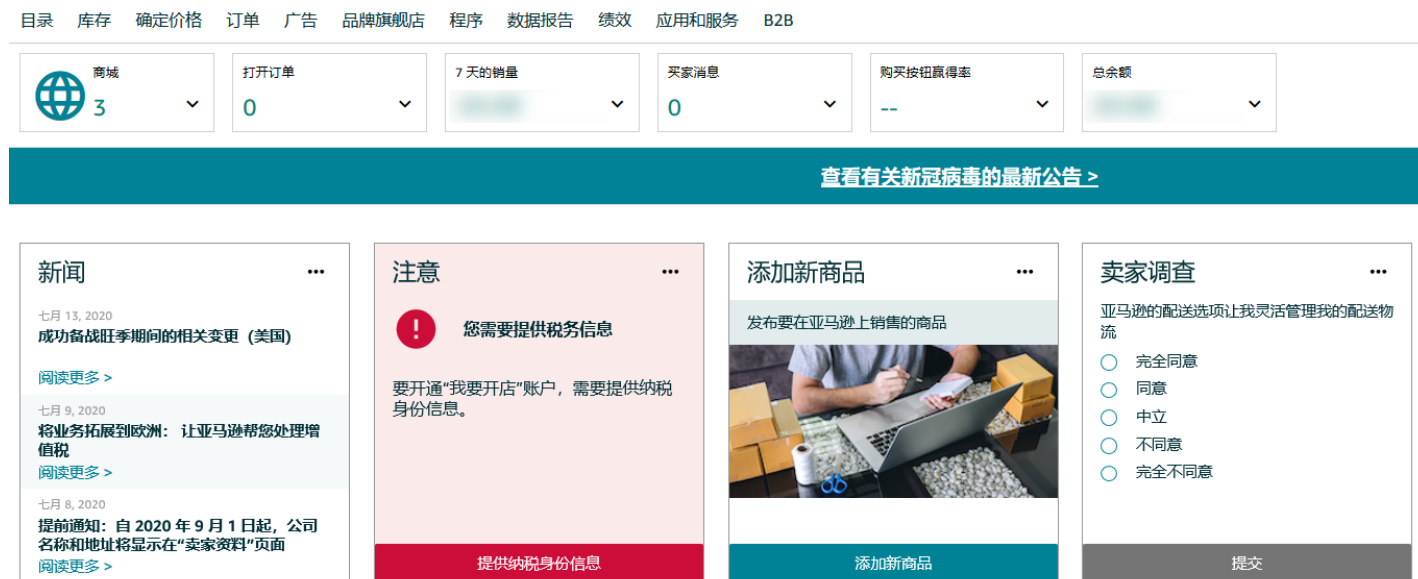 目录 库存 确定价格 订单 广告 品牌旗舰店 程序 数据报告 绩效 应用和服务 B2B
商城
3
打开订单
0
7 天的销量
买家消息
0
购买按钮赢得率
--
总余额
查看有关新冠病毒的最新公告 >
新闻
七月 13, 2020
成功备战旺季期间的相关变更（美国）
阅读更多 >
七月 9, 2020
将业务拓展到欧洲： 让亚马逊帮您处理增
值税
阅读更多 >
七月 8, 2020
提前通知：自 2020 年 9 月 1 日起，公司
名称和地址将显示在“卖家资料”页面
阅读更多 >
注意
您需要提供税务信息
要开通“我要开店”账户，需要提供纳税
身份信息。
提供纳税身份信息
添加新商品
发布要在亚马逊上销售的商品
添加新商品
卖家调查
亚马逊的配送选项让我灵活管理我的配送物
流
完全同意
同意
中立
不同意
完全不同意
提交